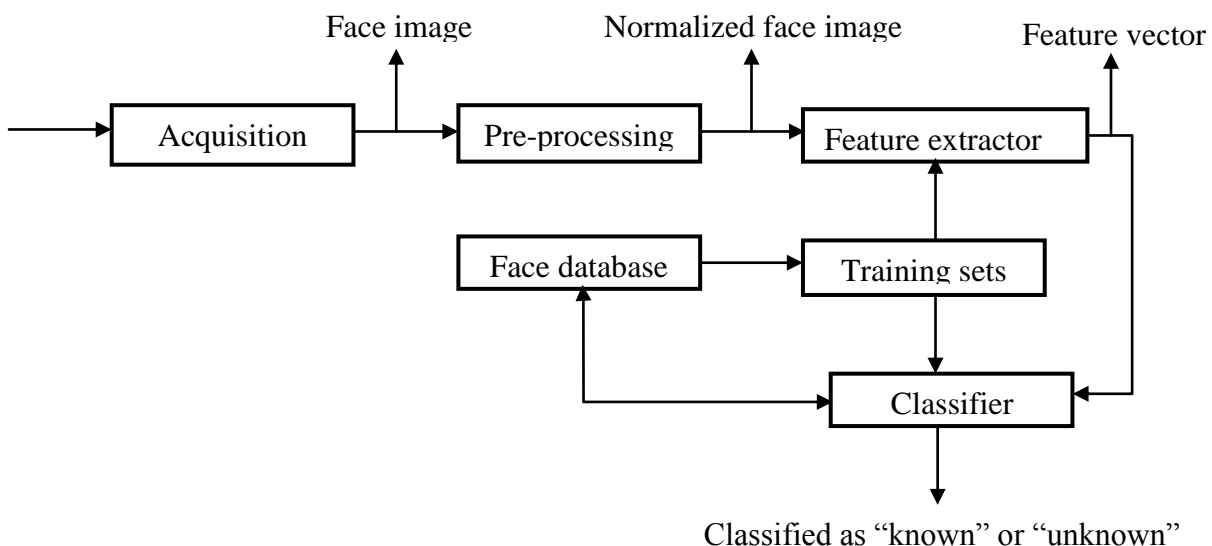 Face image
Normalized face image
Feature vector
Acquisition
Pre-processing
Feature extractor
Face database
Training sets
Classifier
Classified as “known” or “unknown”